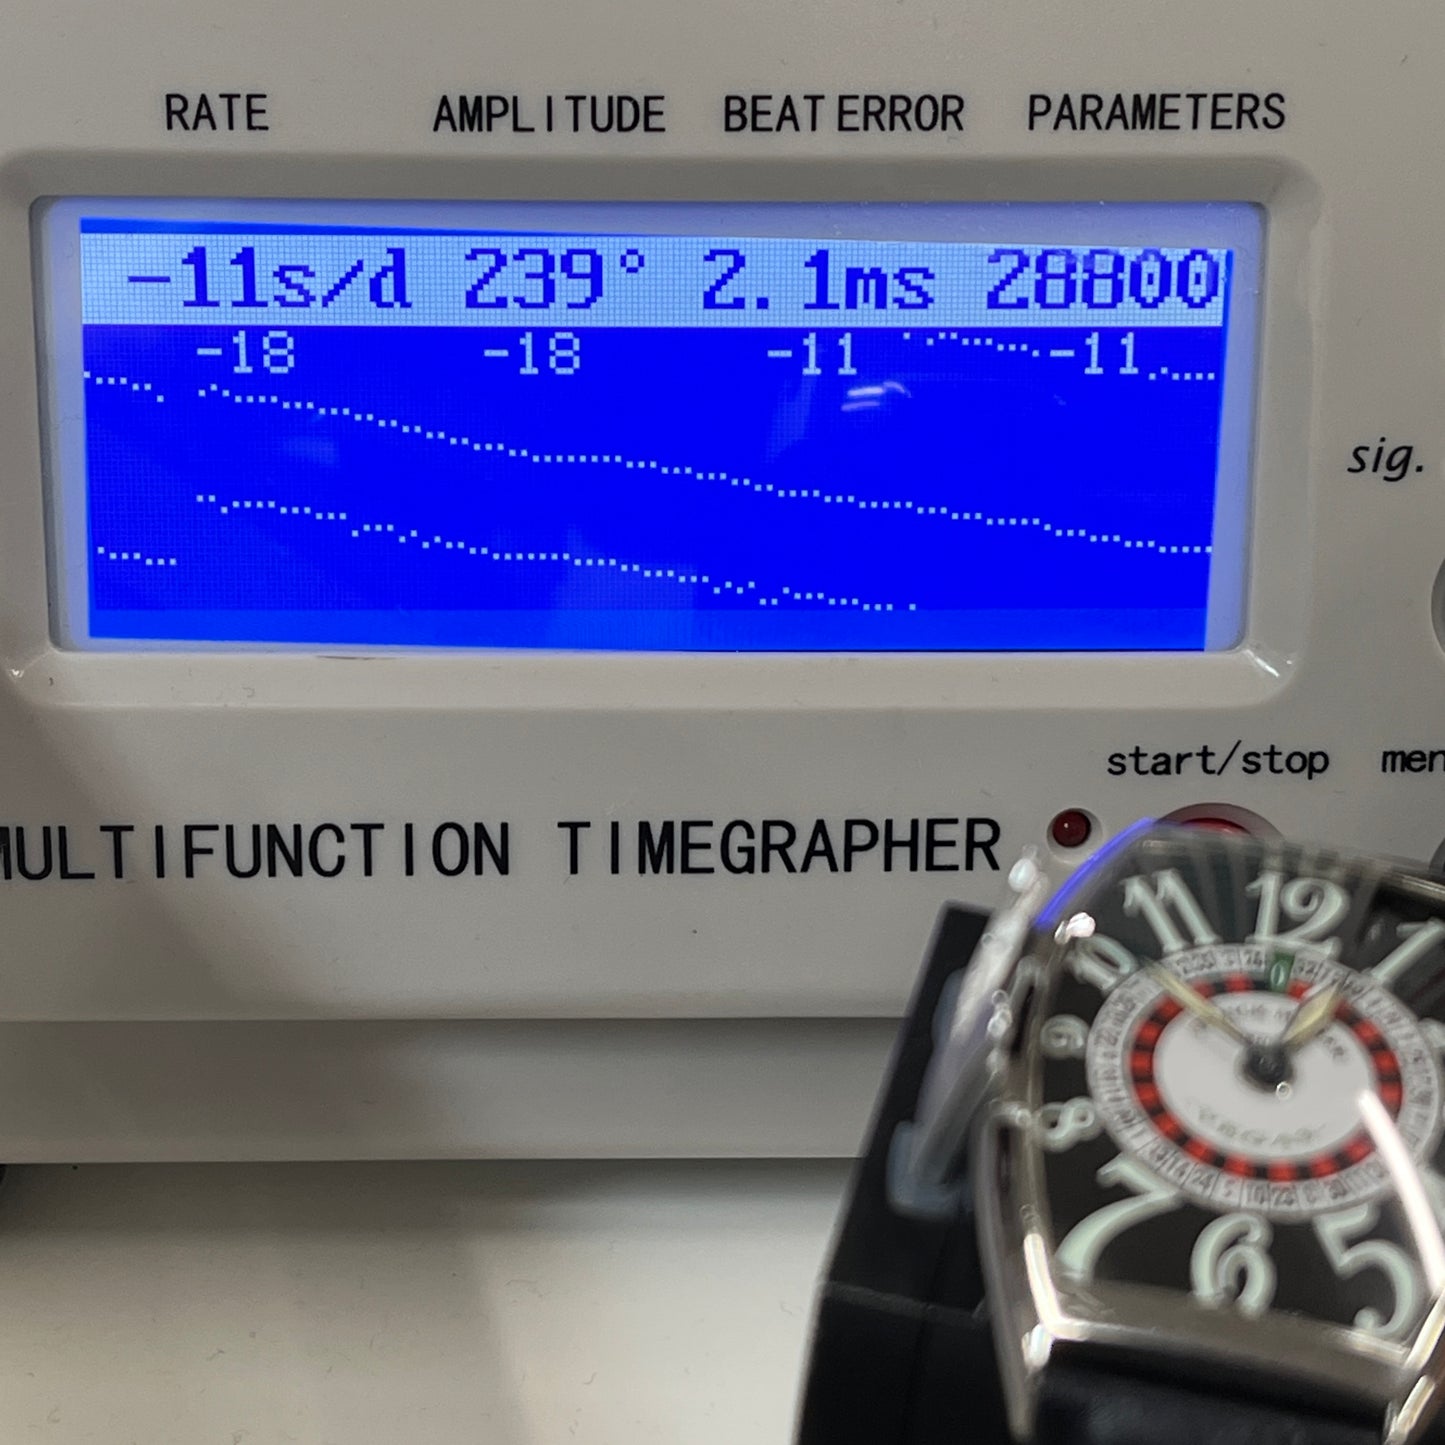 RATE AMPLITUDE BEAT ERROR PARAMETERS
-11s/d 239° 2.1ms 28800
-18 -18 -11 -11
sig.
start/stop men
MULTIFUNCTION TIMEGRAPHER
11 12 1
10
9
8
7 6 5